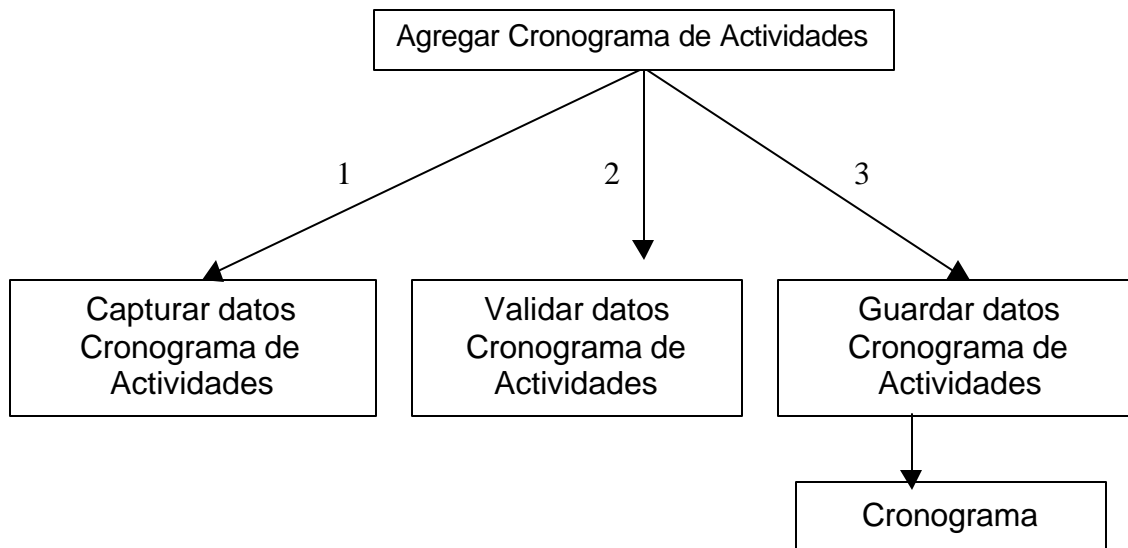 Agregar Cronograma de Actividades
1
2
3
Capturar datos
Cronograma de
Actividades
Validar datos
Cronograma de
Actividades
Guardar datos
Cronograma de
Actividades
Cronograma